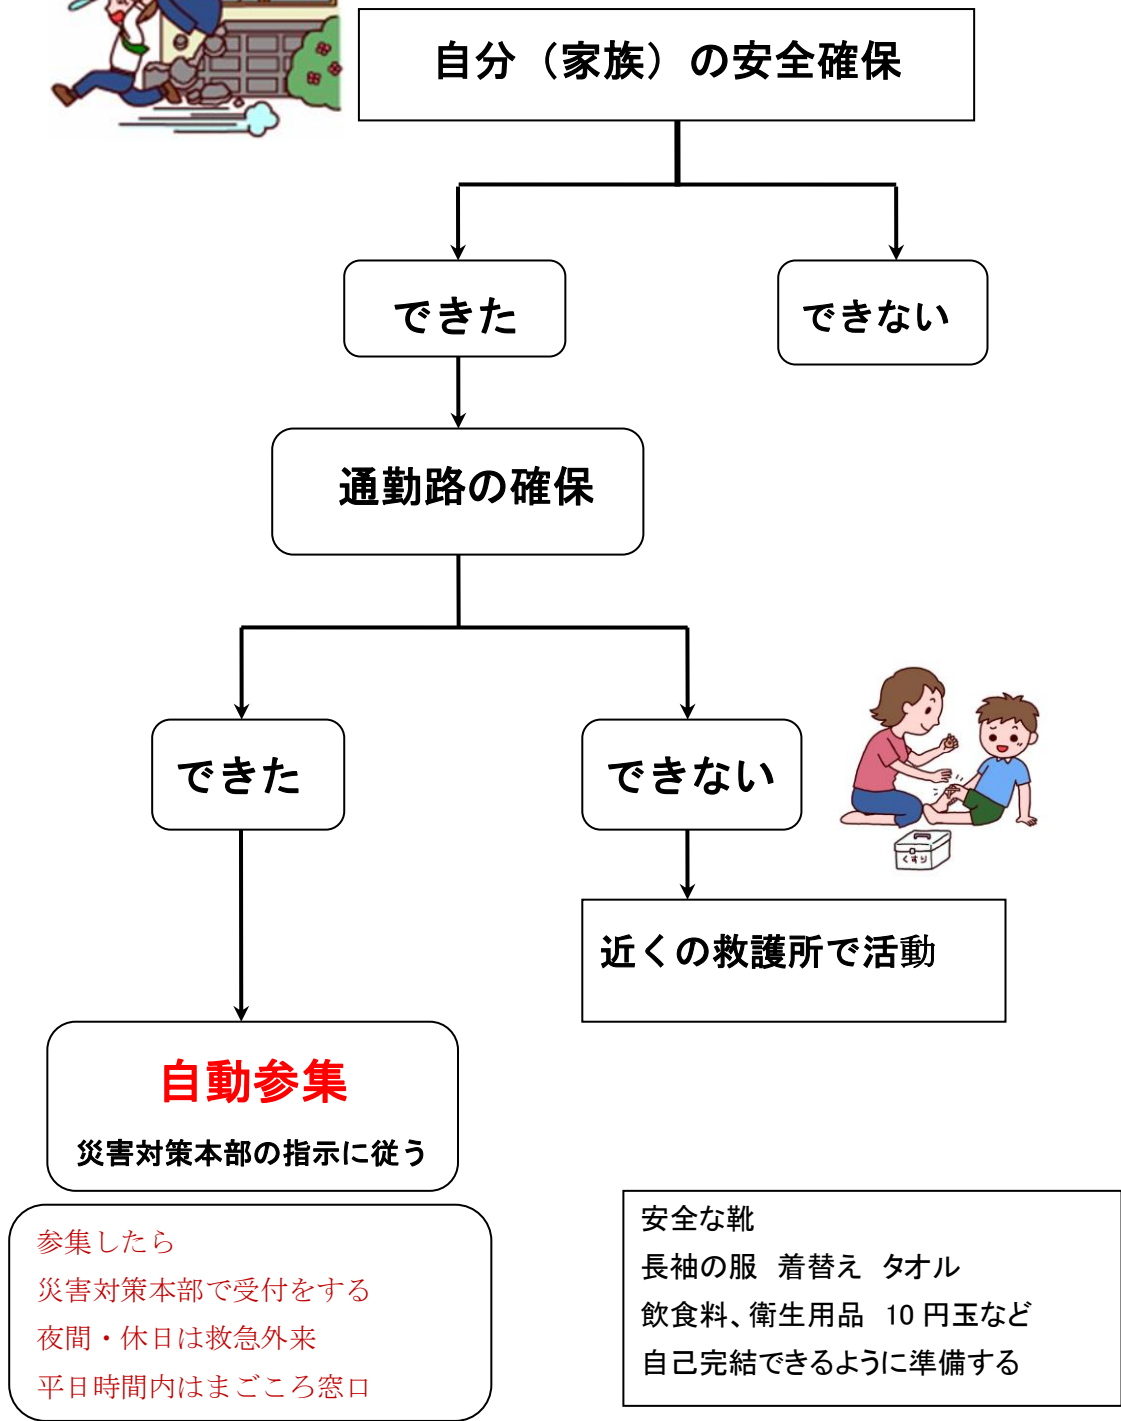 自分（家族）の安全確保
できた
できない
通勤路の確保
できた
できない
くすり
近くの救護所で活動
自動参集
災害対策本部の指示に従う
参集したら
災害対策本部で受付をする
夜間・休日は救急外来
平日時間内はまごころ窓口
安全な靴
長袖の服　着替え　タオル
飲食料、衛生用品　10 円玉など
自己完結できるように準備する